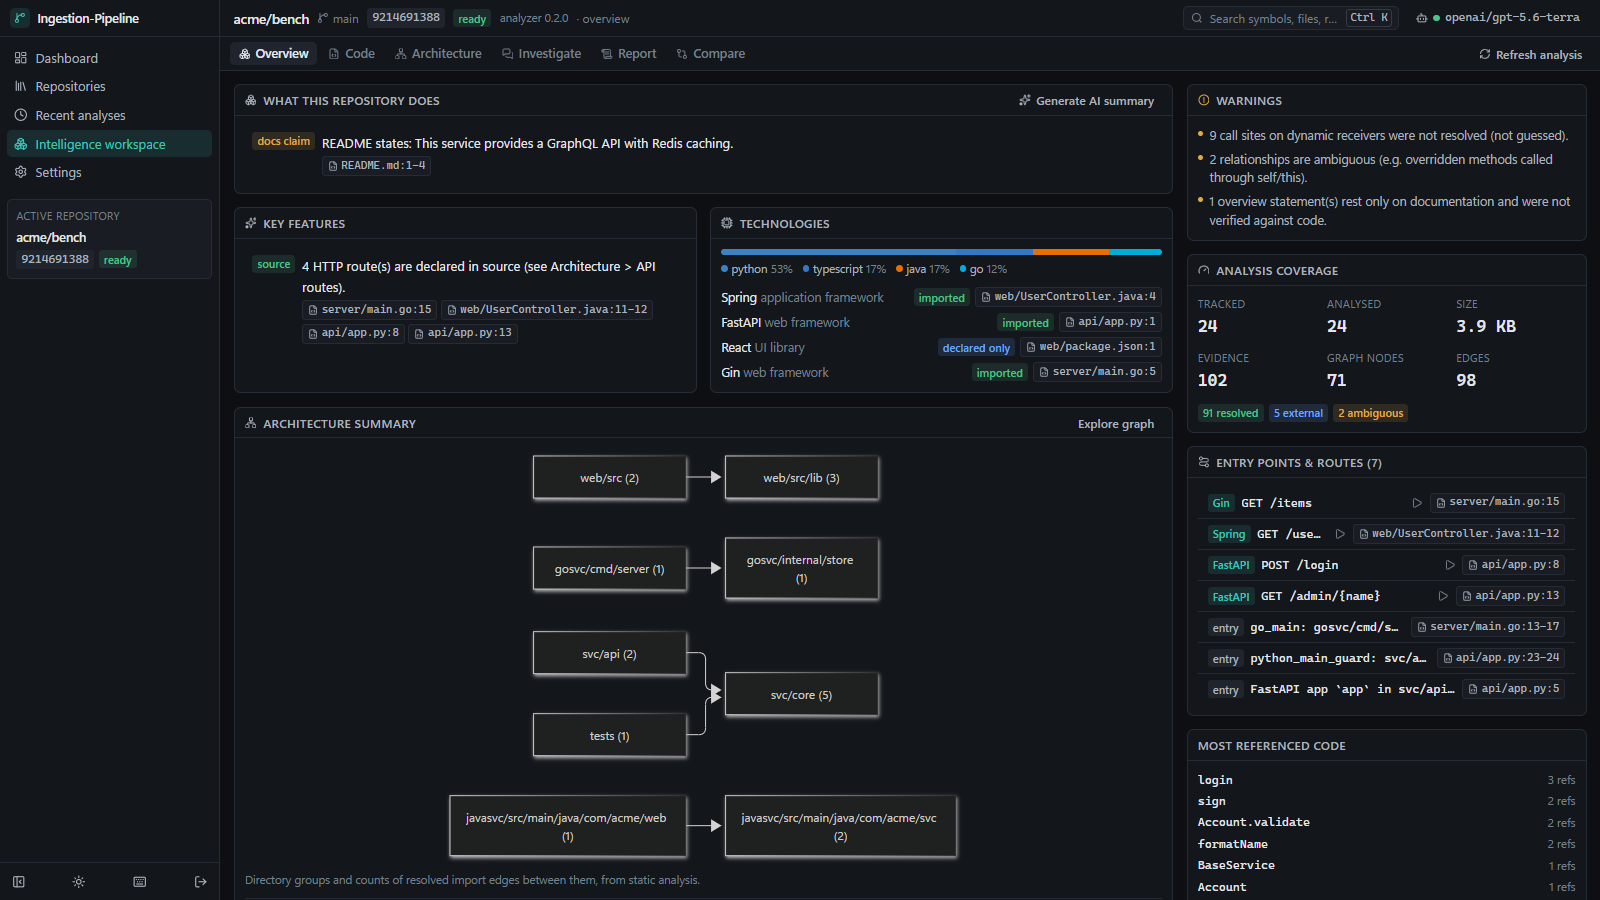 Ingestion-Pipeline
Dashboard
Repositories
Recent analyses
Intelligence workspace
Settings
ACTIVE REPOSITORY
acme/bench
9214691388 ready
acme/bench main 9214691388 ready analyzer 0.2.0 · overview
Search symbols, files, r... Ctrl K
openai/gpt-5.6-terra
Overview Code Architecture Investigate Report Compare
Refresh analysis
WHAT THIS REPOSITORY DOES
Generate AI summary
docs claim README states: This service provides a GraphQL API with Redis caching.
README.md:1–4
KEY FEATURES
source 4 HTTP route(s) are declared in source (see Architecture > API
routes).
server/main.go:15 web/UserController.java:11–12
api/app.py:8 api/app.py:13
TECHNOLOGIES
python 53% typescript 17% java 17% go 12%
Spring application framework imported web/UserController.java:4
FastAPI web framework imported api/app.py:1
React UI library declared only web/package.json:1
Gin web framework imported server/main.go:5
ARCHITECTURE SUMMARY
Explore graph
web/src (2)
web/src/lib (3)
gosvc/cmd/server (1)
gosvc/internal/store
(1)
svc/api (2)
svc/core (5)
tests (1)
javasvc/src/main/java/com/acme/web
(1)
javasvc/src/main/java/com/acme/svc
(2)
Directory groups and counts of resolved import edges between them, from static analysis.
WARNINGS
9 call sites on dynamic receivers were not resolved (not guessed).
2 relationships are ambiguous (e.g. overridden methods called
through self/this).
1 overview statement(s) rest only on documentation and were not
verified against code.
ANALYSIS COVERAGE
TRACKED ANALYSED SIZE
24 24 3.9 KB
EVIDENCE GRAPH NODES EDGES
102 71 98
91 resolved 5 external 2 ambiguous
ENTRY POINTS & ROUTES (7)
Gin GET /items server/main.go:15
Spring GET /use… web/UserController.java:11–12
FastAPI POST /login api/app.py:8
FastAPI GET /admin/{name} api/app.py:13
entry go_main: gosvc/cmd/s… server/main.go:13–17
entry python_main_guard: svc/a… api/app.py:23–24
entry FastAPI app `app` in svc/api… api/app.py:5
MOST REFERENCED CODE
login 3 refs
sign 2 refs
Account.validate 2 refs
formatName 2 refs
BaseService 1 refs
Account 1 refs